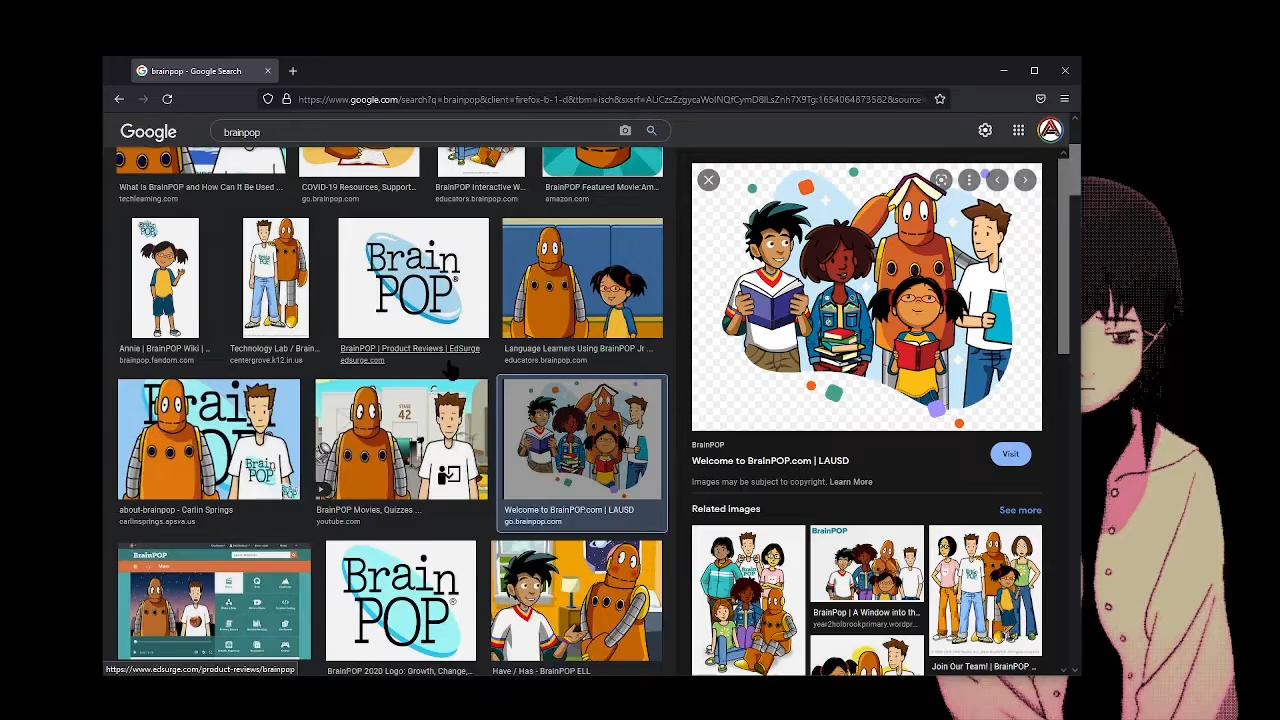 brainpop - Google Search
https://www.google.com/search?q=brainpop&client=firefox-b-1-d&tbm=isch&sxsrf=ALiCzsZzgycaWoINQfCymD8ILsZnh7X9Tg:1654064873582&source=
Google
brainpop
What is BrainPOP and How Can It Be Used ...
techlearning.com
COVID-19 Resources, Support...
go.brainpop.com
BrainPOP Interactive W...
educators.brainpop.com
BrainPOP Featured Movie:Am...
amazon.com
Brain
POP®
Annie | BrainPOP Wiki | ..
brainpop.fandom.com
Technology Lab / Brain...
centergrove.k12.in.us
BrainPOP | Product Reviews | EdSurge
edsurge.com
Language Learners Using BrainPOP Jr ...
educators.brainpop.com
Brain
POP
STAGE
42
about-brainpop - Carlin Springs
carlinsprings.apsva.us
BrainPOP Movies, Quizzes ...
youtube.com
Welcome to BrainPOP.com | LAUSD
go.brainpop.com
BrainPOP
Brain
POP®
BrainPOP 2020 Logo: Growth, Change,...
Have / Has - BrainPOP ELL
https://www.edsurge.com/product-reviews/brainpop
BrainPOP
Welcome to BrainPOP.com | LAUSD
Visit
Images may be subject to copyright. Learn More
Related images
See more
BrainPOP
BrainPop | A Window into th...
year2holbrookprimary.wordpr...
Join Our Team! | BrainPOP ..